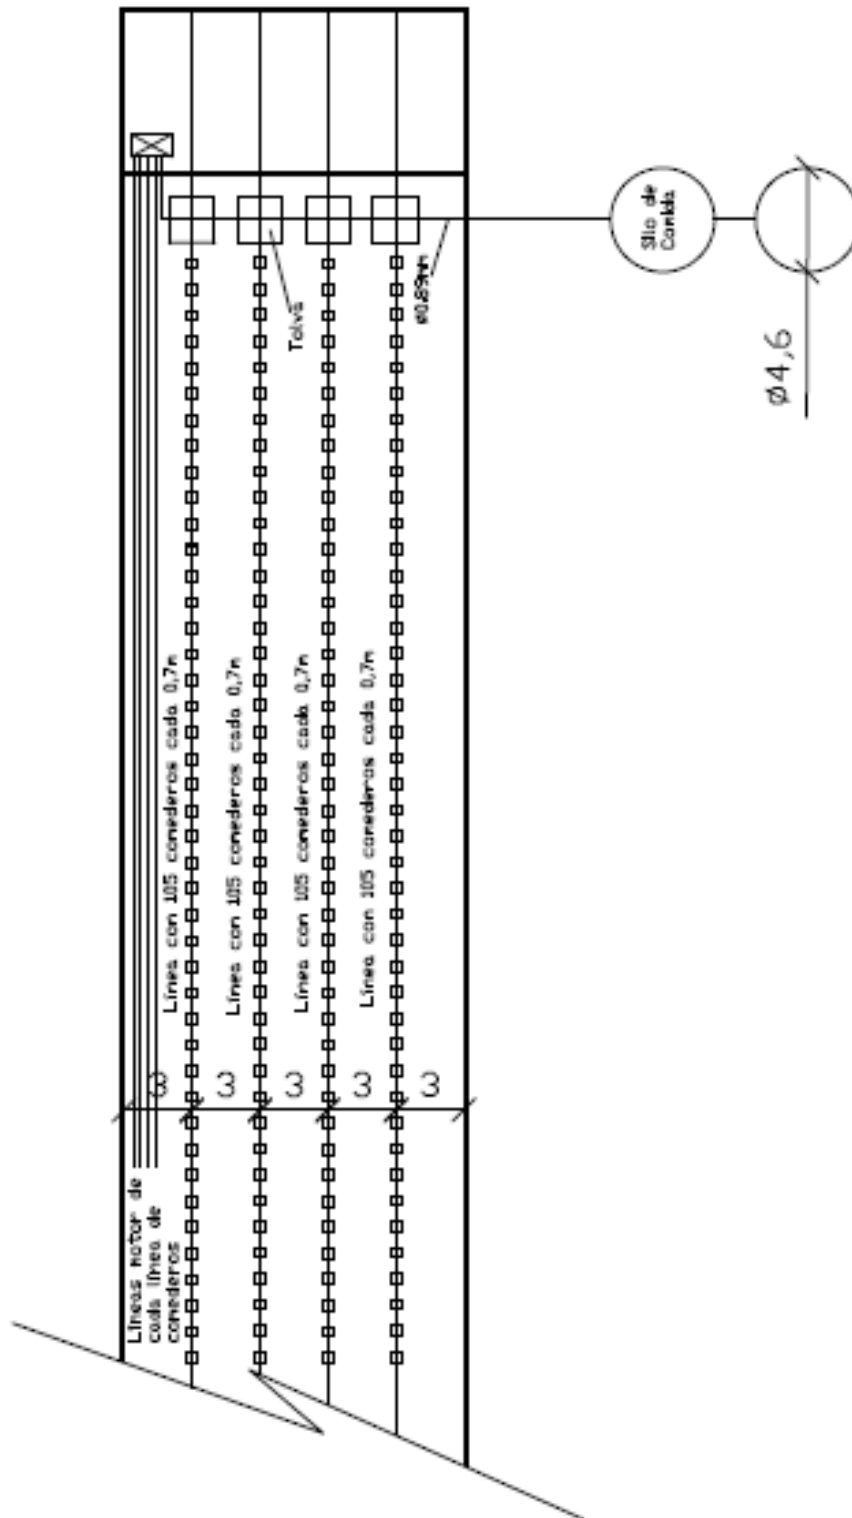 Silo de
Comida
ø4,6
ø0.89mm
Tolva
Línea con 105 comederos cada 0,7m
Línea con 105 comederos cada 0,7m
Línea con 105 comederos cada 0,7m
Línea con 105 comederos cada 0,7m
3
3
3
3
3
Líneas motor de
cada línea de
comederos